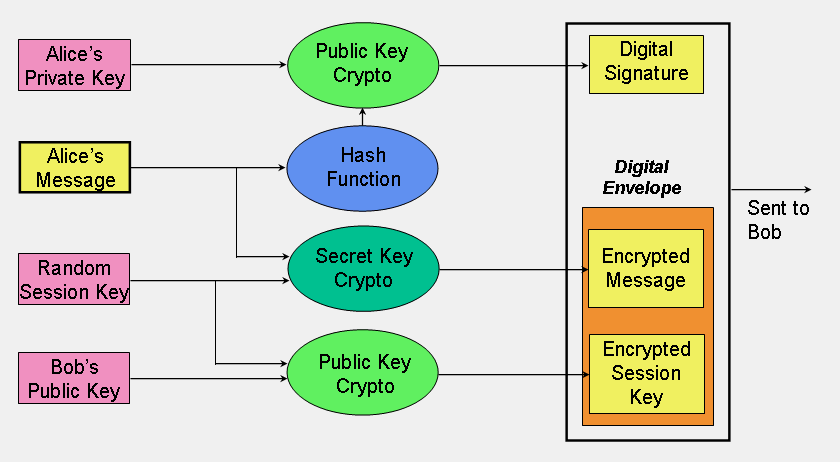 Alice's
Private Key
Public Key
Crypto
Digital
Signature
Alice's
Message
Hash
Function
Digital
Envelope
Sent to
Bob
Random
Session Key
Secret Key
Crypto
Encrypted
Message
Bob's
Public Key
Public Key
Crypto
Encrypted
Session
Key